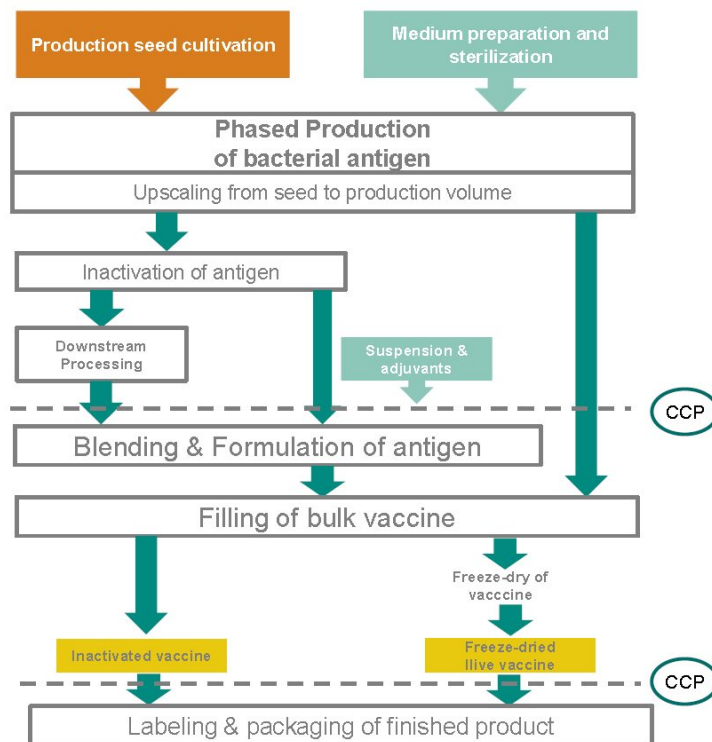 Production seed cultivation
Medium preparation and
sterilization
Phased Production
of bacterial antigen
Upscaling from seed to production volume
Inactivation of antigen
Downstream
Processing
Suspension &
adjuvants
CCP
Blending & Formulation of antigen
Filling of bulk vaccine
Freeze-dry of
vacccine
Inactivated vaccine
Freeze-dried
llive vaccine
CCP
Labeling & packaging of finished product